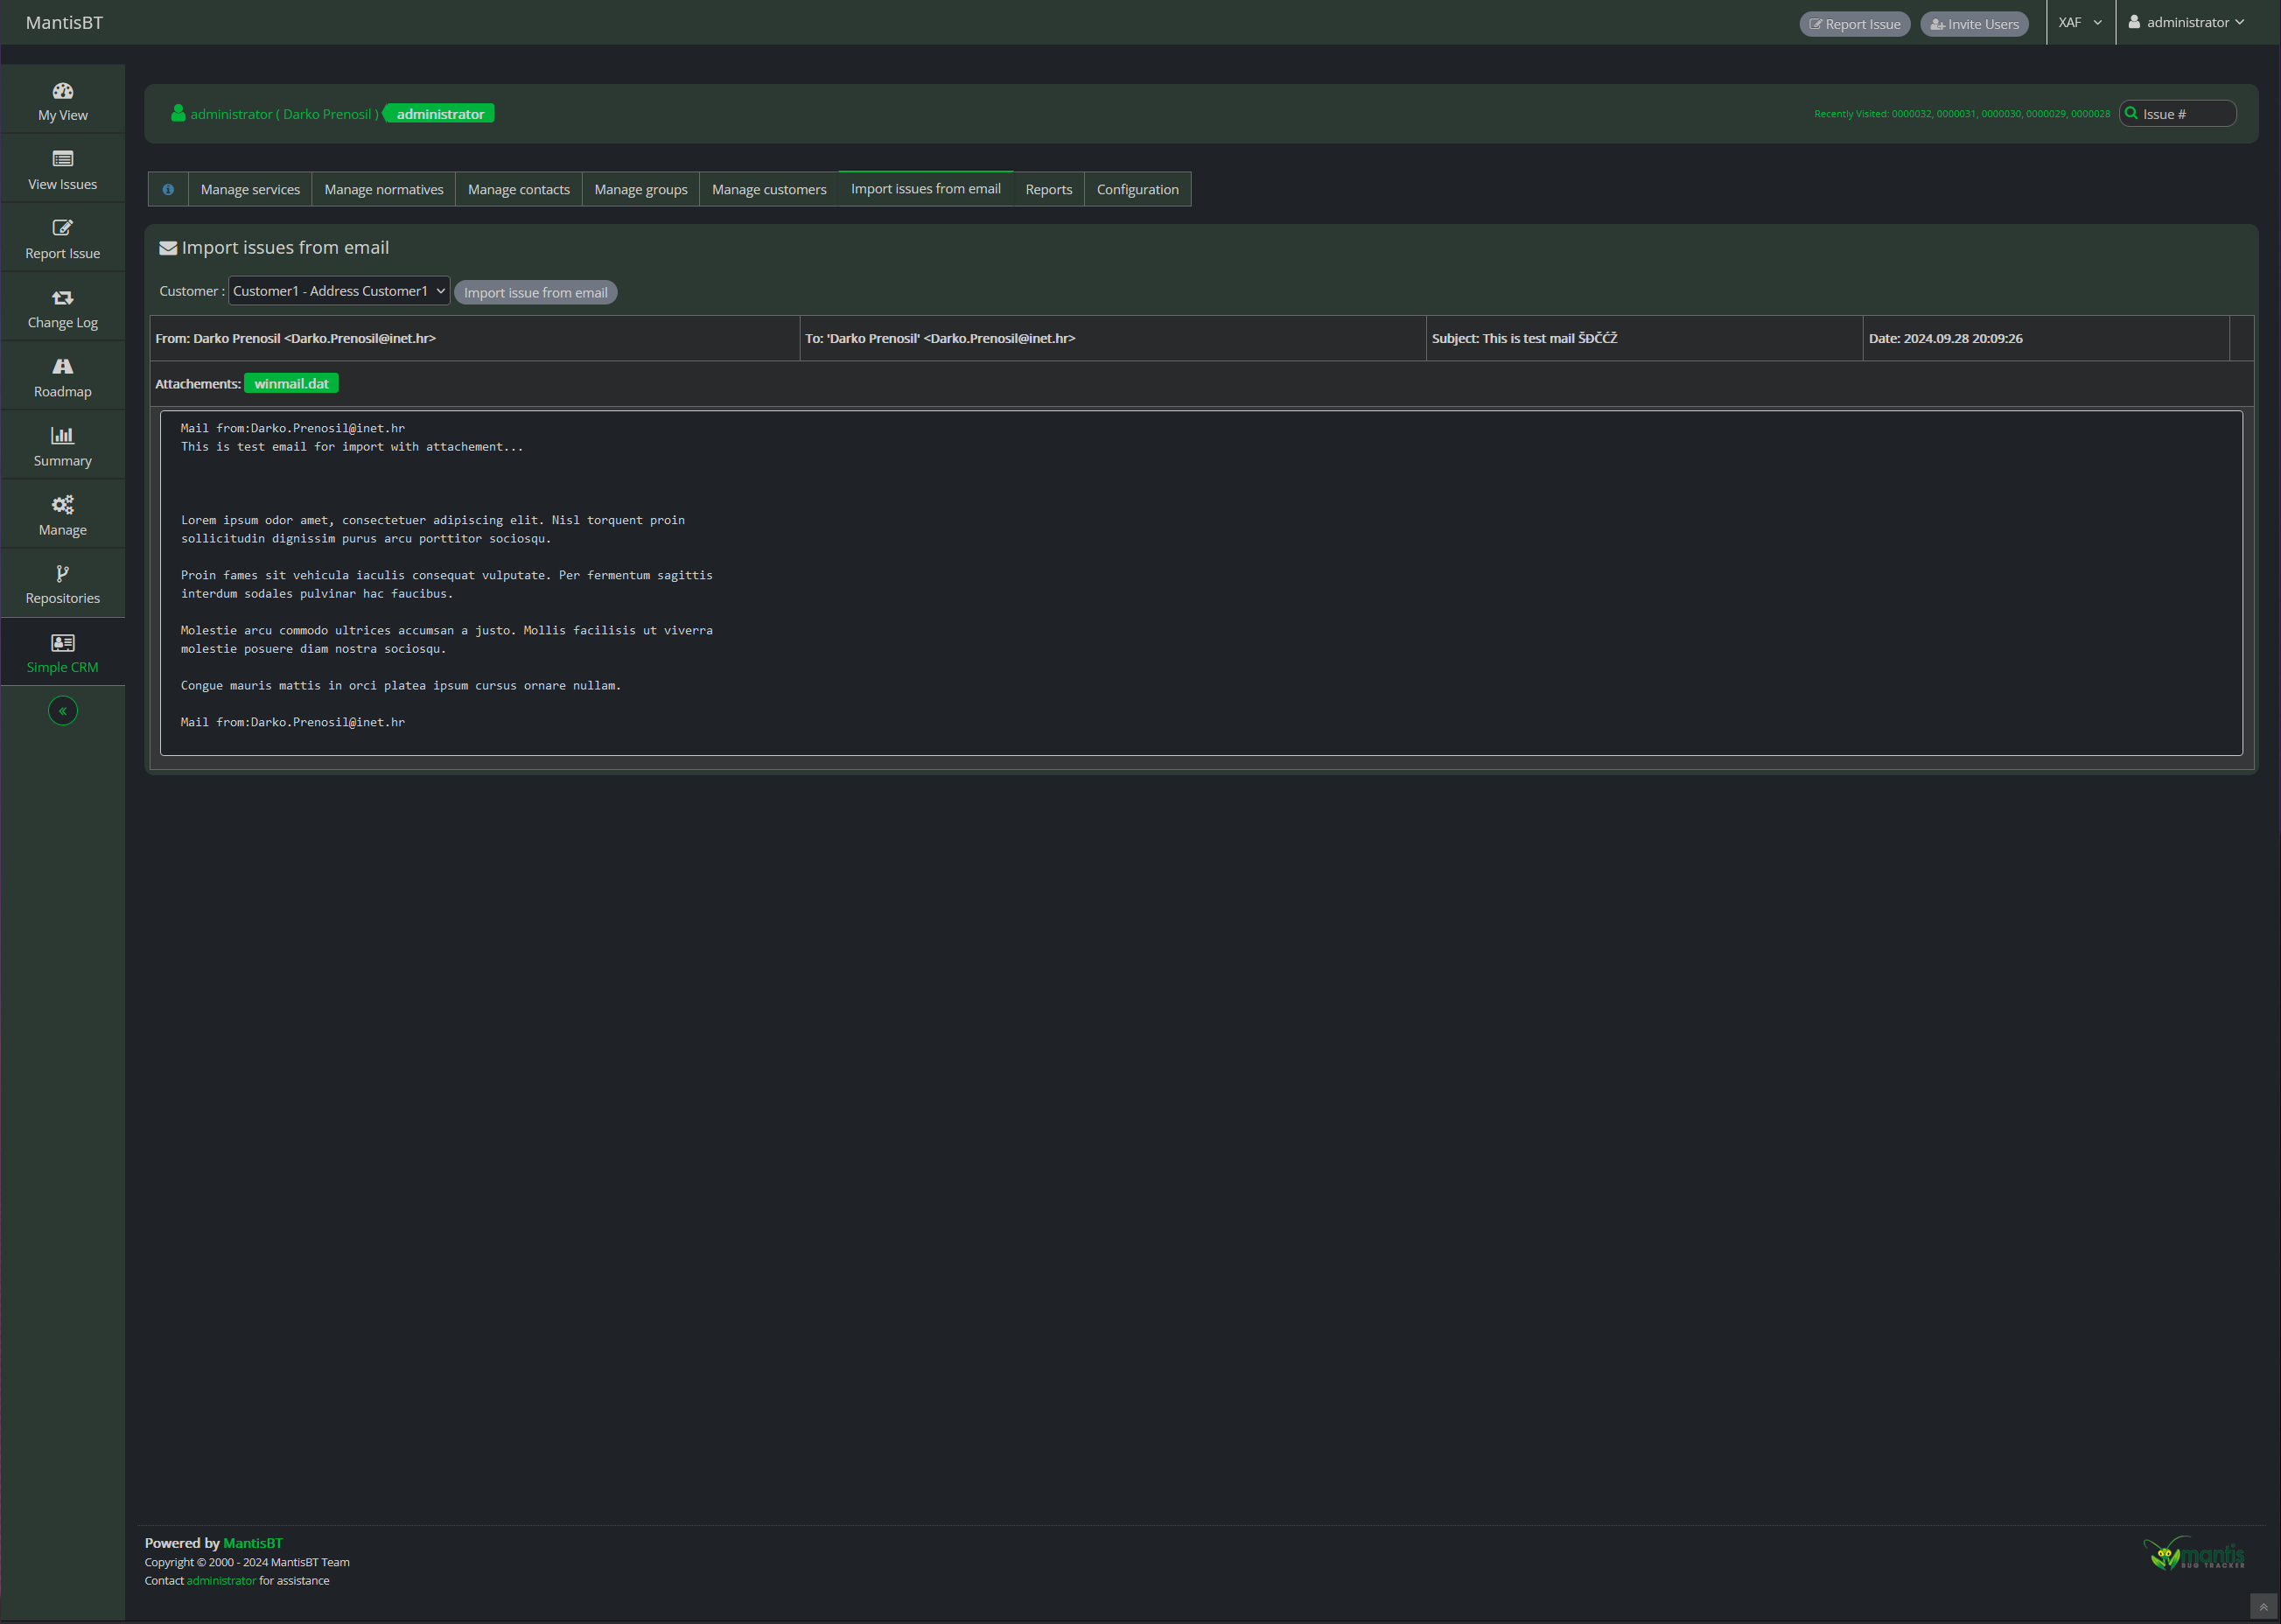 MantisBT
Report Issue
Invite Users
XAF
administrator
My View
View Issues
Report Issue
Change Log
Roadmap
Summary
Manage
Repositories
Simple CRM
administrator ( Darko Prenosil ) administrator
Recently Visited: 0000032, 0000031, 0000030, 0000029, 0000028
Issue #
Manage services
Manage normatives
Manage contacts
Manage groups
Manage customers
Import issues from email
Reports
Configuration
Import issues from email
Customer : Customer1 - Address Customer1
Import issue from email
From: Darko Prenosil <Darko.Prenosil@inet.hr>
To: 'Darko Prenosil' <Darko.Prenosil@inet.hr>
Subject: This is test mail ŠĐČĆŽ
Date: 2024.09.28 20:09:26
Attachements: winmail.dat
Mail from:Darko.Prenosil@inet.hr
This is test email for import with attachement...
Lorem ipsum odor amet, consectetuer adipiscing elit. Nisl torquent proin
sollicitudin dignissim purus arcu porttitor sociosqu.
Proin fames sit vehicula iaculis consequat vulputate. Per fermentum sagittis
interdum sodales pulvinar hac faucibus.
Molestie arcu commodo ultrices accumsan a justo. Mollis facilisis ut viverra
molestie posuere diam nostra sociosqu.
Congue mauris mattis in orci platea ipsum cursus ornare nullam.
Mail from:Darko.Prenosil@inet.hr
Powered by MantisBT
Copyright © 2000 - 2024 MantisBT Team
Contact administrator for assistance
mantis
BUG TRACKER